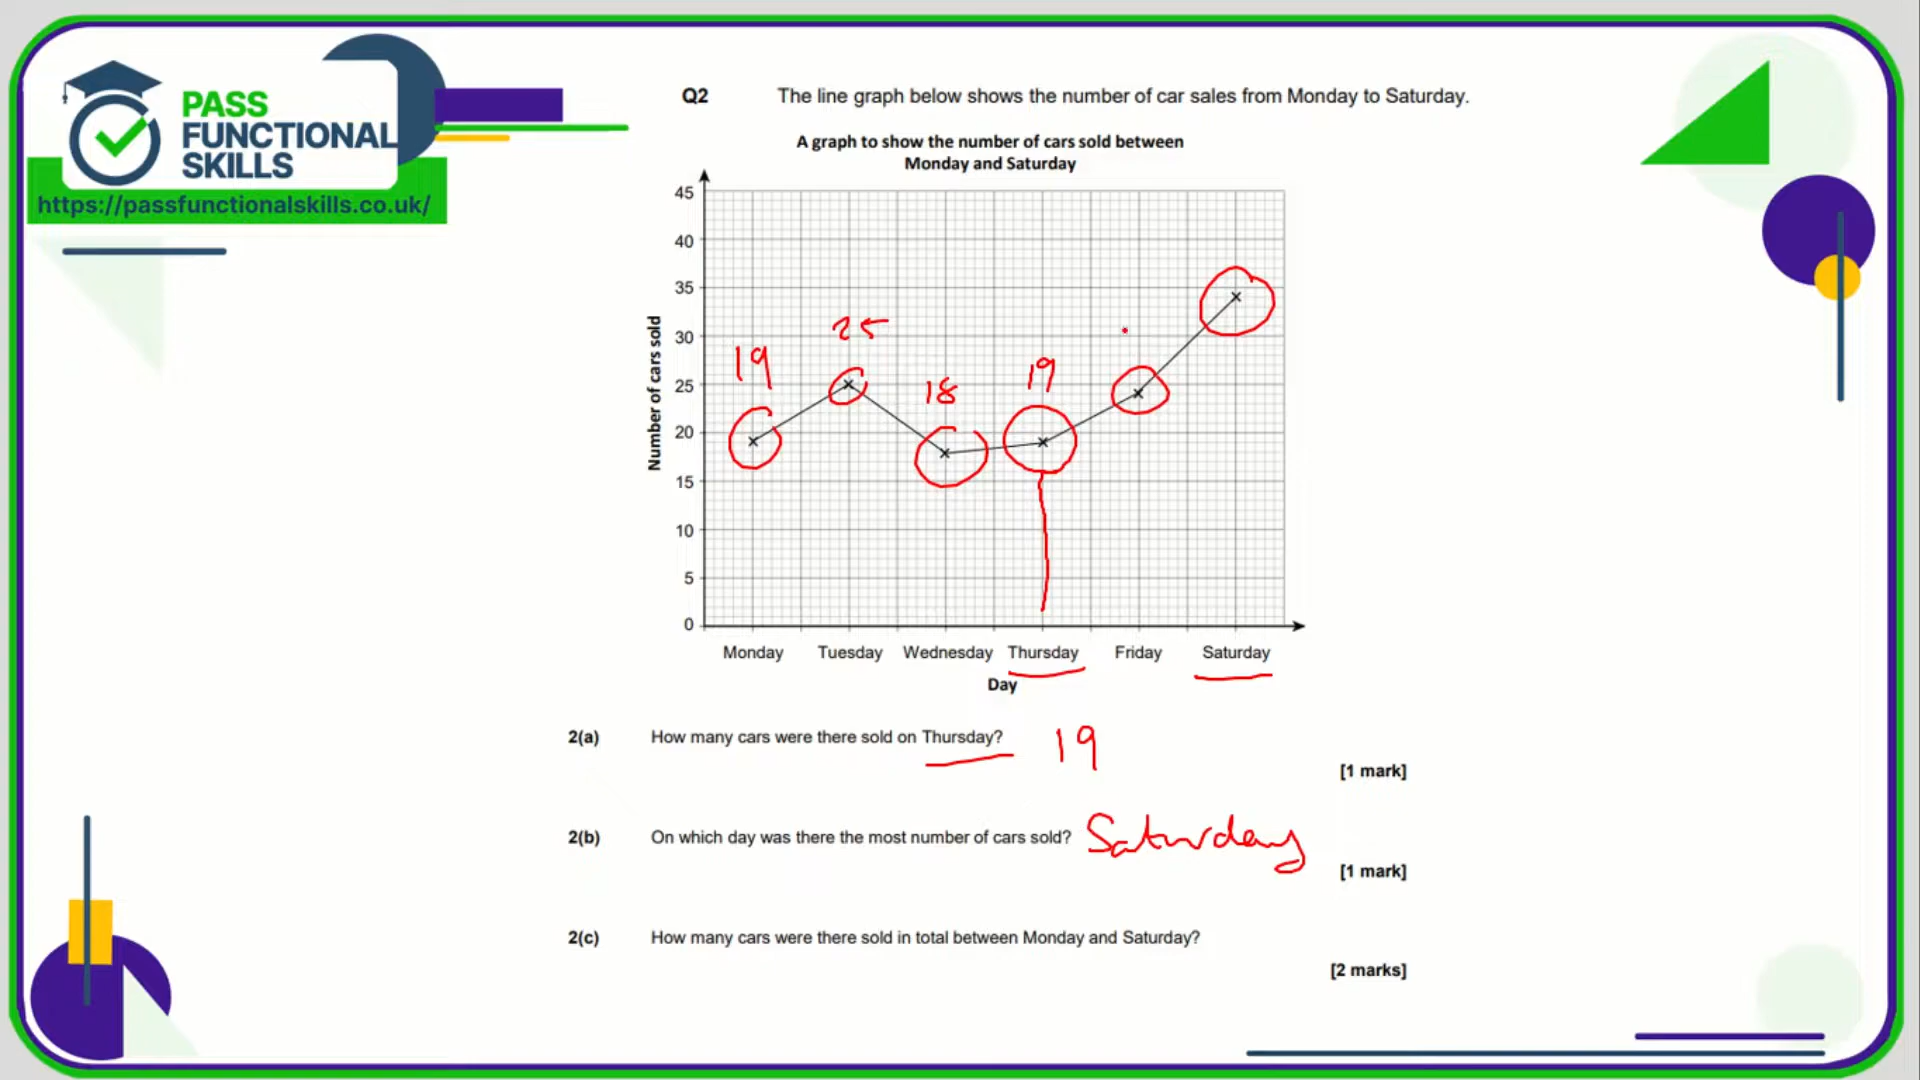 PASS
FUNCTIONAL
SKILLS
https://passfunctionalskills.co.uk/
Q2 The line graph below shows the number of car sales from Monday to Saturday.
A graph to show the number of cars sold between
Monday and Saturday
45
40
35
30
25
20
15
10
5
0
Number of cars sold
19
25
18
19
Monday Tuesday Wednesday Thursday Friday Saturday
Day
2(a) How many cars were there sold on Thursday? 19
[1 mark]
2(b) On which day was there the most number of cars sold? Saturday
[1 mark]
2(c) How many cars were there sold in total between Monday and Saturday?
[2 marks]